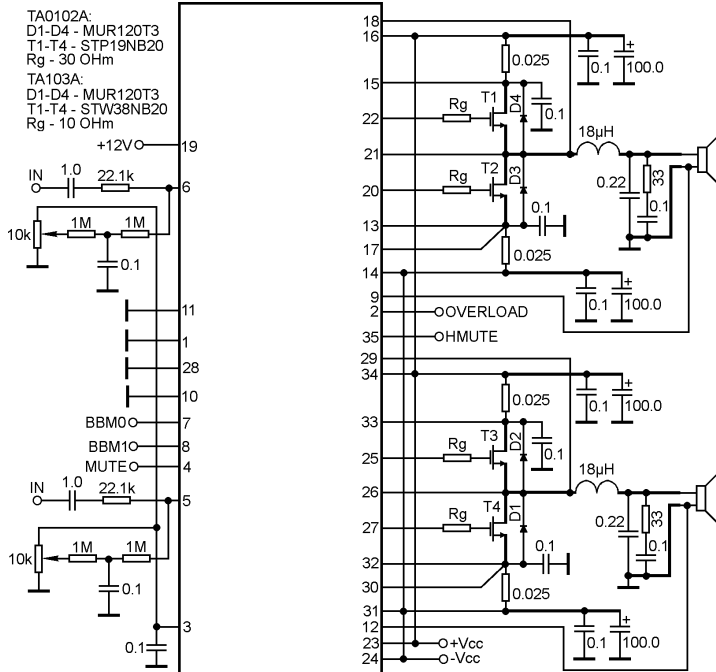 TA0102A:
D1-D4 - MUR120T3
T1-T4 - STP19NB20
Rg - 30 OHm
TA103A:
D1-D4 - MUR120T3
T1-T4 - STW38NB20
Rg - 10 OHm
+12V
19
IN
1.0
22.1k
6
10k
1M
1M
0.1
11
1
28
10
BBM0
7
BBM1
8
MUTE
4
IN
1.0
22.1k
5
10k
1M
1M
0.1
3
0.1
18
16
0.025
0.1
+
100.0
15
T1
D4
0.1
22
Rg
21
18µH
T2
D3
20
Rg
0.22
33
0.1
13
0.1
17
0.025
14
9
0.1
+
100.0
2
OVERLOAD
35
HMUTE
29
34
0.025
0.1
+
100.0
33
T3
D2
0.1
25
Rg
26
18µH
T4
D1
27
Rg
0.22
33
0.1
32
0.1
30
0.025
31
12
0.1
+
100.0
23
+Vcc
24
-Vcc